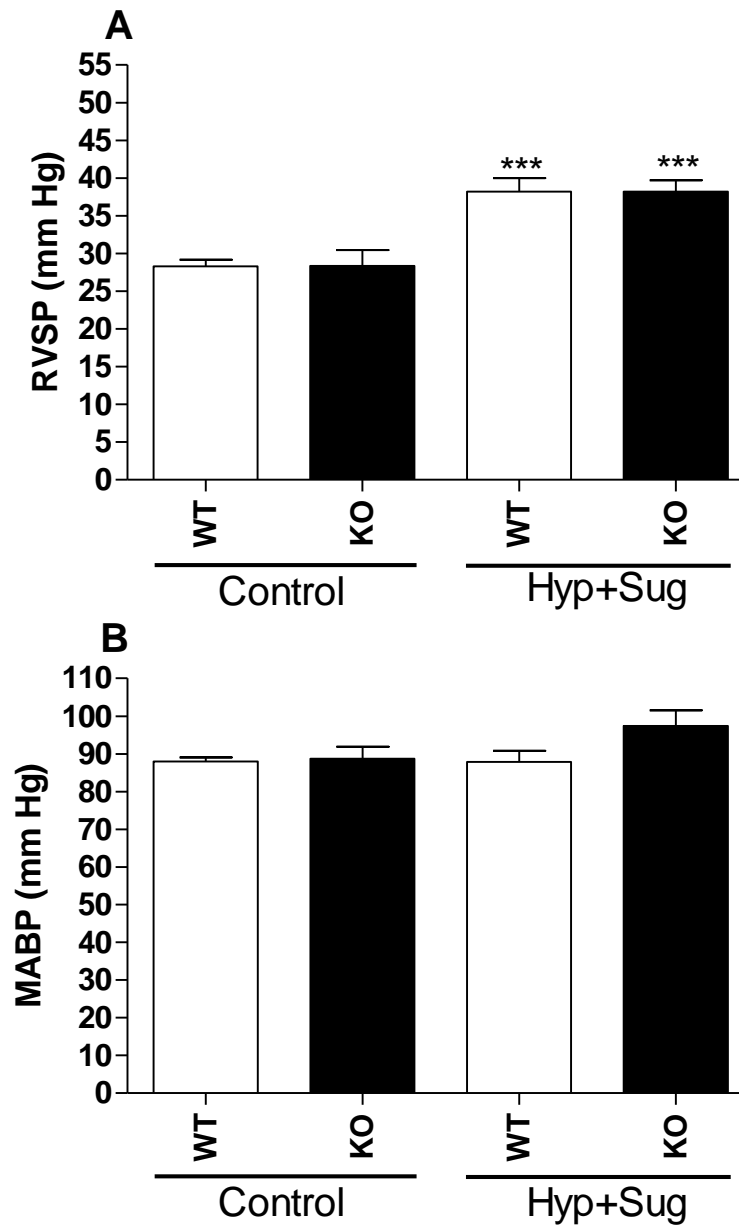 A
RVSP (mm Hg)
55
50
45
40
35
30
25
20
15
10
5
0
***
***
WT
KO
WT
KO
Control
Hyp+Sug
B
MABP (mm Hg)
110
100
90
80
70
60
50
40
30
20
10
0
WT
KO
WT
KO
Control
Hyp+Sug